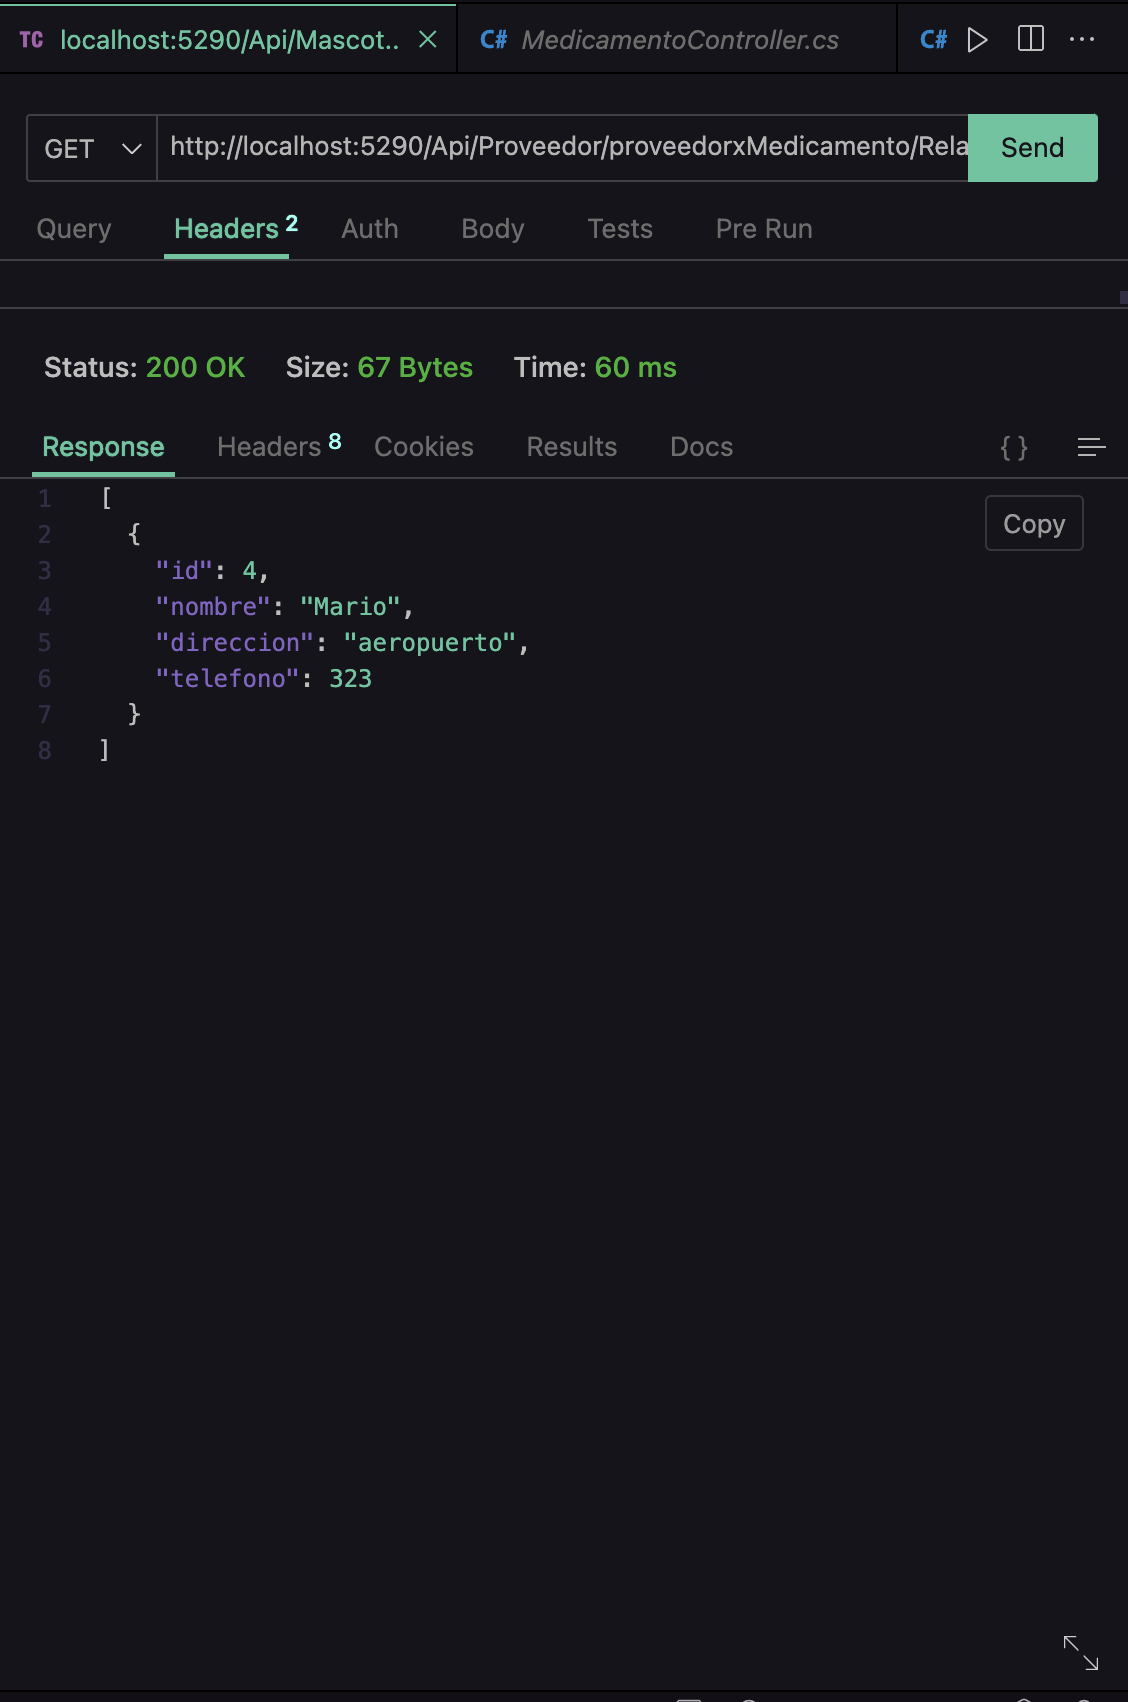 TC localhost:5290/Api/Mascot.. C# MedicamentoController.cs C#
GET http://localhost:5290/Api/Proveedor/proveedorxMedicamento/Rela Send
Query Headers 2 Auth Body Tests Pre Run
Status: 200 OK Size: 67 Bytes Time: 60 ms
Response Headers 8 Cookies Results Docs { }
1 [
Copy
2 {
3 "id": 4,
4 "nombre": "Mario",
5 "direccion": "aeropuerto",
6 "telefono": 323
7 }
8 ]